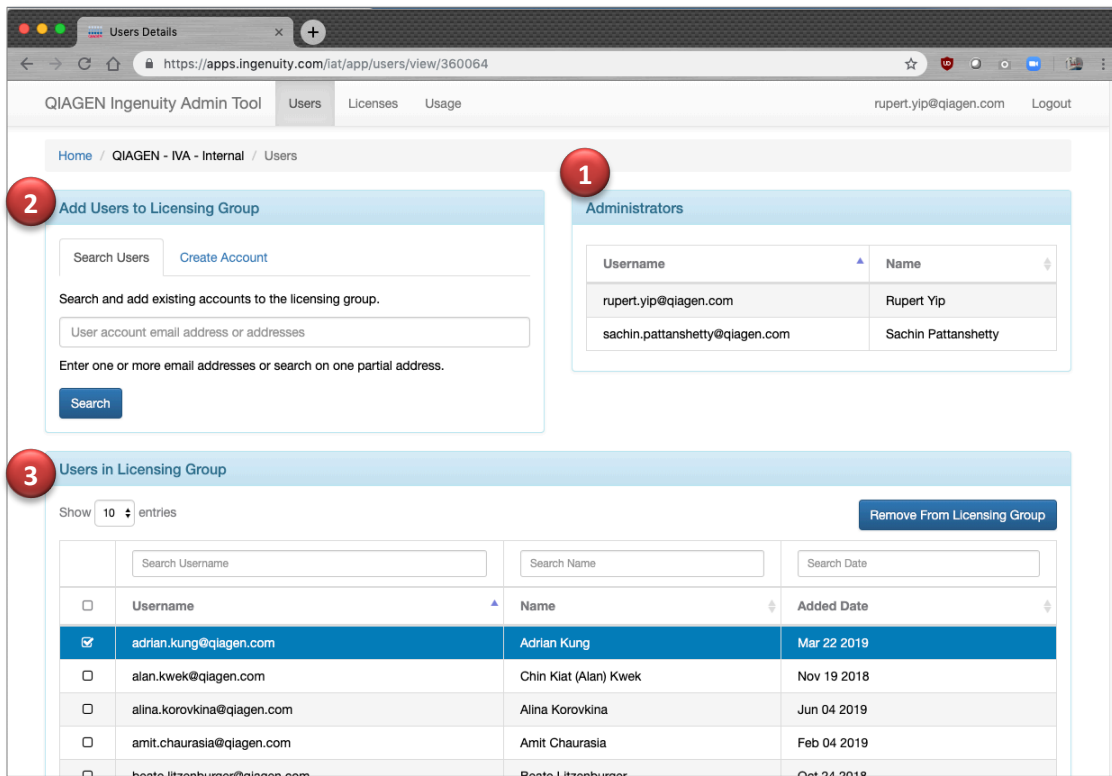 Users Details
https://apps.ingenuity.com/iat/app/users/view/360064
QIAGEN Ingenuity Admin Tool Users Licenses Usage rupert.yip@qiagen.com Logout
Home / QIAGEN - IVA - Internal / Users
2 Add Users to Licensing Group
Search Users Create Account
Search and add existing accounts to the licensing group.
User account email address or addresses
Enter one or more email addresses or search on one partial address.
Search
1 Administrators
Username Name
rupert.yip@qiagen.com Rupert Yip
sachin.pattanshetty@qiagen.com Sachin Pattanshetty
3 Users in Licensing Group
Show 10 entries Remove From Licensing Group
Search Username Search Name Search Date
Username Name Added Date
adrian.kung@qiagen.com Adrian Kung Mar 22 2019
alan.kwek@qiagen.com Chin Kiat (Alan) Kwek Nov 19 2018
alina.korovkina@qiagen.com Alina Korovkina Jun 04 2019
amit.chaurasia@qiagen.com Amit Chaurasia Feb 04 2019
beate.litzenburger@qiagen.com Beate Litzenburger Oct 24 2018